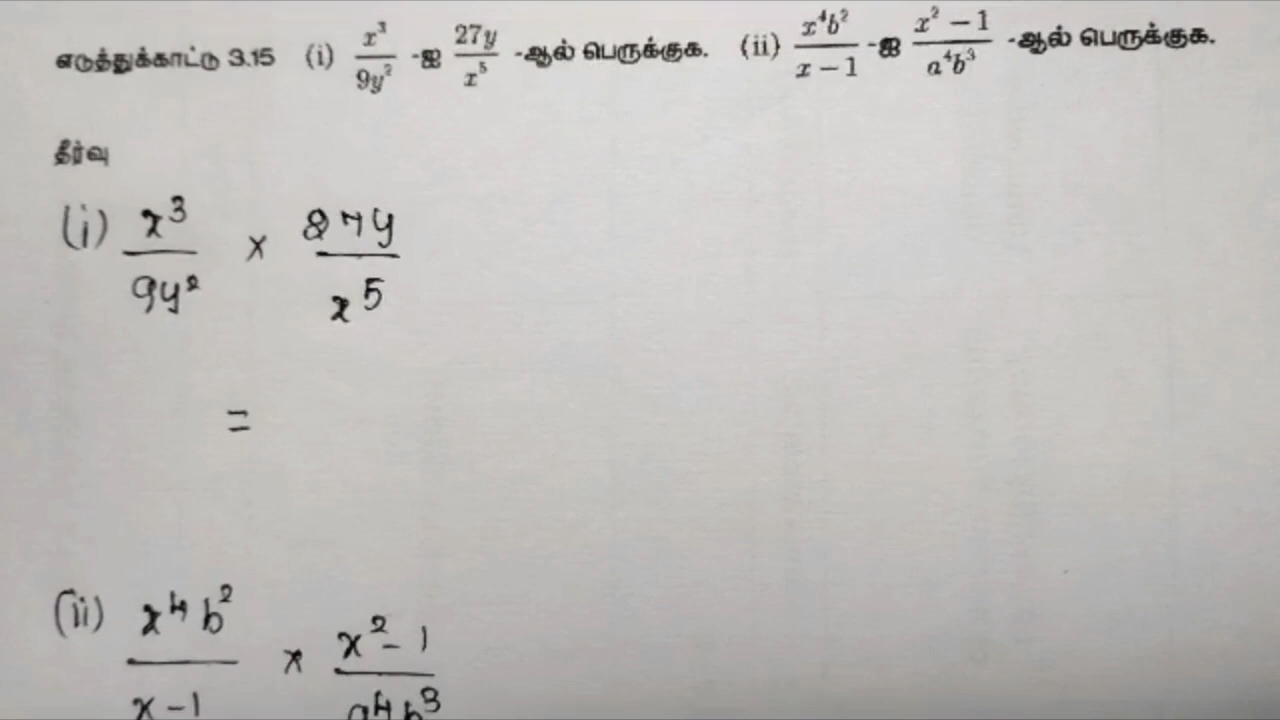 எடுத்துக்காட்டு 3.15 (i) x³/9y² -ஐ 27y/x⁵ -ஆல் பெருக்குக. (ii) x⁴b²/x − 1 -ஐ x² − 1/a⁴b³ -ஆல் பெருக்குக.
தீர்வு
(i) x³/9y² × 27y/x⁵
=
(ii) x⁴b²/x-1 × x²-1/a⁴b³